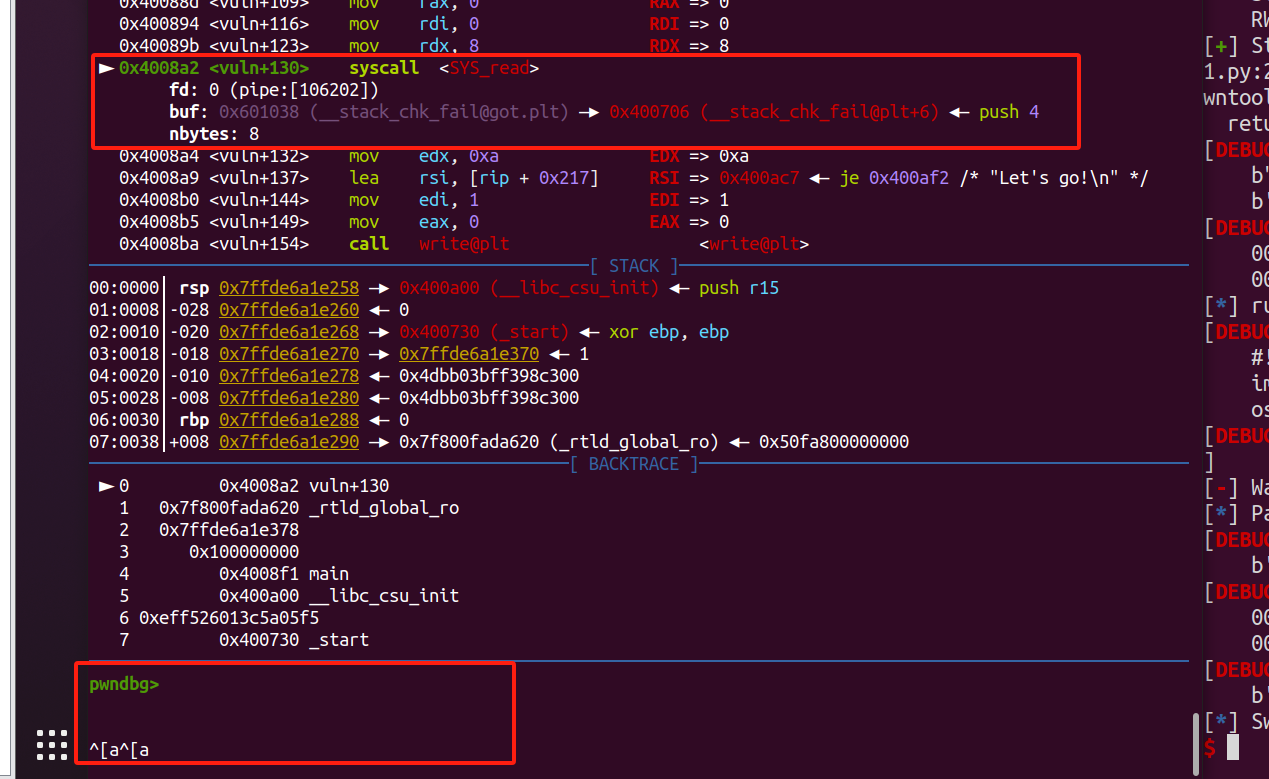 0x40088d <vuln+109> mov rax, 0 RAX => 0
0x400894 <vuln+116> mov rdi, 0 RDI => 0
0x40089b <vuln+123> mov rdx, 8 RDX => 8
► 0x4008a2 <vuln+130> syscall <SYS_read>
fd: 0 (pipe:[106202])
buf: 0x601038 (__stack_chk_fail@got.plt) —▸ 0x400706 (__stack_chk_fail@plt+6) ◂— push 4
nbytes: 8
0x4008a4 <vuln+132> mov edx, 0xa EDX => 0xa
0x4008a9 <vuln+137> lea rsi, [rip + 0x217] RSI => 0x400ac7 ◂— je 0x400af2 /* "Let's go!\n" */
0x4008b0 <vuln+144> mov edi, 1 EDI => 1
0x4008b5 <vuln+149> mov eax, 0 EAX => 0
0x4008ba <vuln+154> call write@plt <write@plt>
[ STACK ]
00:0000│ rsp 0x7ffde6a1e258 —▸ 0x400a00 (__libc_csu_init) ◂— push r15
01:0008│-028 0x7ffde6a1e260 ◂— 0
02:0010│-020 0x7ffde6a1e268 —▸ 0x400730 (_start) ◂— xor ebp, ebp
03:0018│-018 0x7ffde6a1e270 —▸ 0x7ffde6a1e370 ◂— 1
04:0020│-010 0x7ffde6a1e278 ◂— 0x4dbb03bff398c300
05:0028│-008 0x7ffde6a1e280 ◂— 0x4dbb03bff398c300
06:0030│ rbp 0x7ffde6a1e288 ◂— 0
07:0038│+008 0x7ffde6a1e290 —▸ 0x7f800fada620 (_rtld_global_ro) ◂— 0x50fa800000000
[ BACKTRACE ]
► 0 0x4008a2 vuln+130
1 0x7f800fada620 _rtld_global_ro
2 0x7ffde6a1e378
3 0x100000000
4 0x4008f1 main
5 0x400a00 __libc_csu_init
6 0xeff526013c5a05f5
7 0x400730 _start
pwndbg>
^[a^[a
RW
[+] St
1.py:2
wntool
retu
[DEBUG
b'
b'
[DEBUG
00
00
[*] ru
[DEBUG
#!
im
os
[DEBUG
]
[-] Wa
[*] Pa
[DEBUG
b'
[DEBUG
00
00
[DEBUG
b'
[*] Sw
$